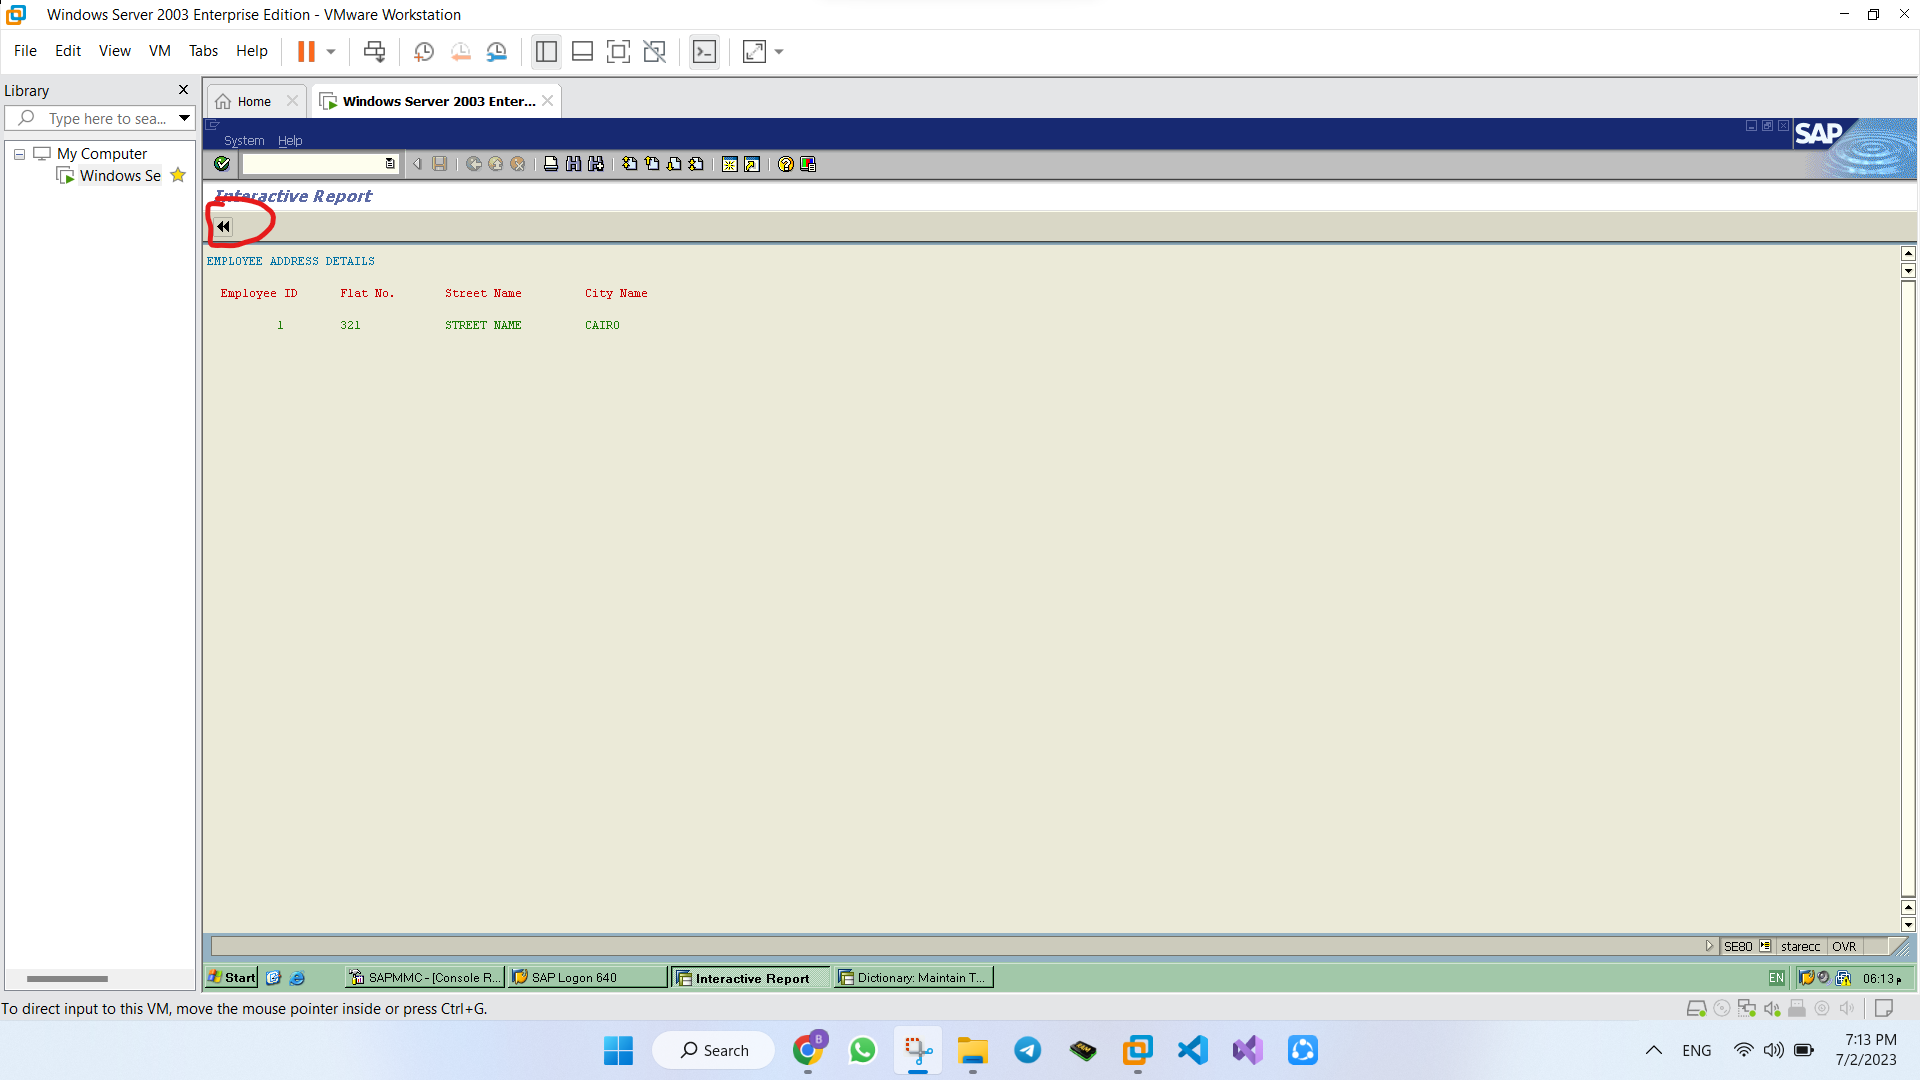 Windows Server 2003 Enterprise Edition - VMware Workstation
File Edit View VM Tabs Help
Library
Home
Windows Server 2003 Enter...
Type here to sea...
System Help
SAP
My Computer
Windows Se
Interactive Report
EMPLOYEE ADDRESS DETAILS
Employee ID Flat No. Street Name City Name
1 321 STREET NAME CAIRO
SE80 starecc OVR
Start SAPMMC - [Console R... SAP Logon 640 Interactive Report Dictionary: Maintain T... EN 06:13 م
To direct input to this VM, move the mouse pointer inside or press Ctrl+G.
Search
B
ENG
7:13 PM
7/2/2023